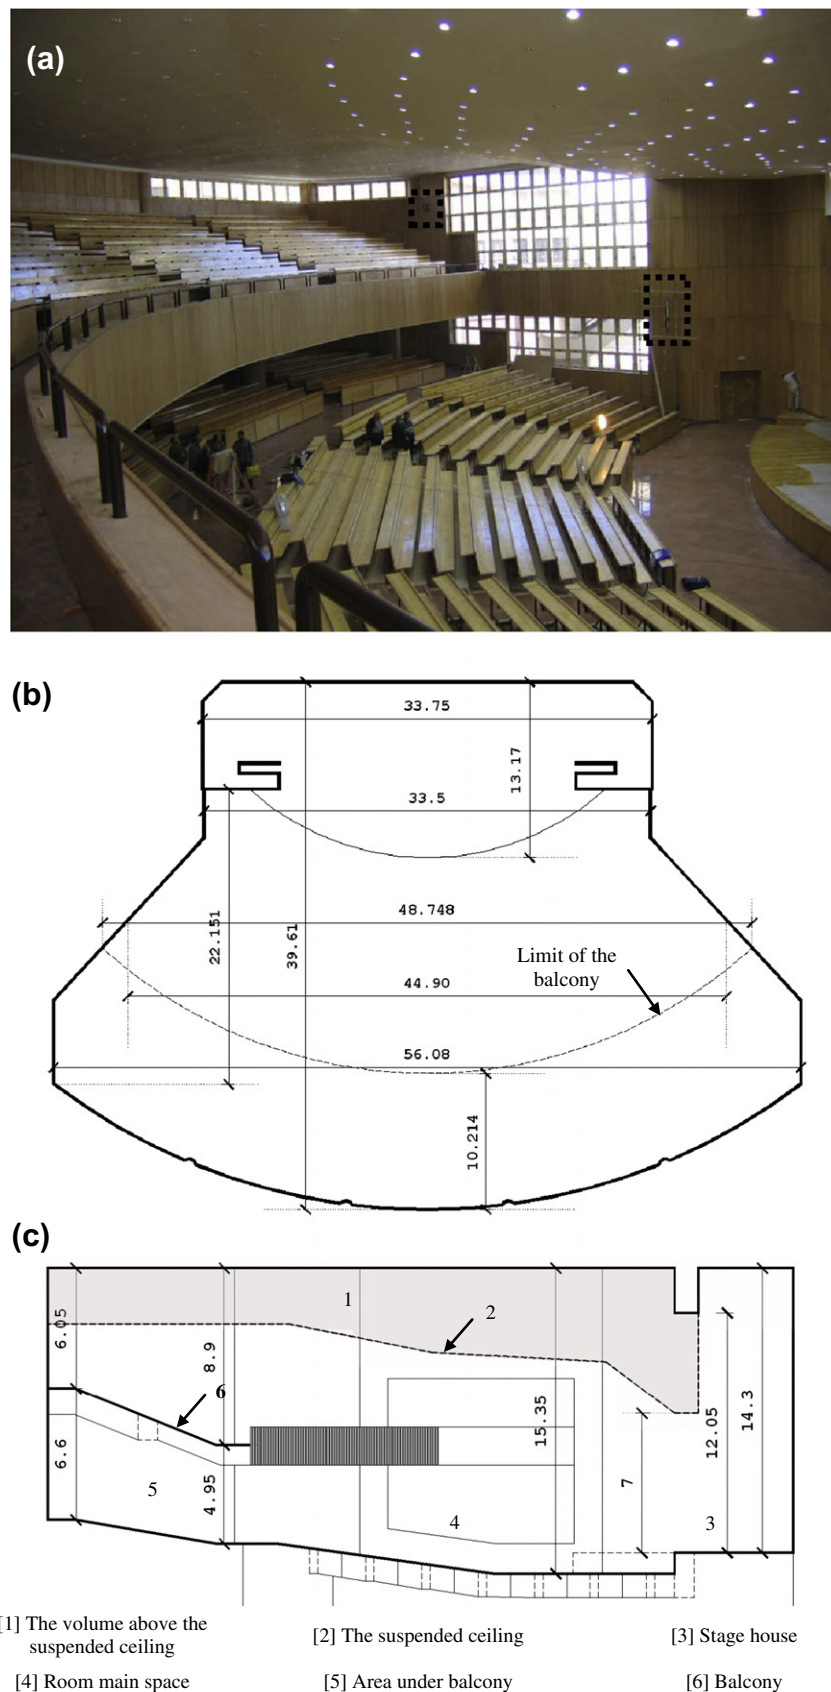 (a)
(b)
33.75
13.17
33.5
48.748
22.151
39.61
Limit of the
balcony
44.90
56.08
10.214
(c)
1
2
6.05
8.9
6
15.35
14.3
12.05
6.6
4.95
7
5
4
3
[1] The volume above the
suspended ceiling
[2] The suspended ceiling
[3] Stage house
[4] Room main space
[5] Area under balcony
[6] Balcony